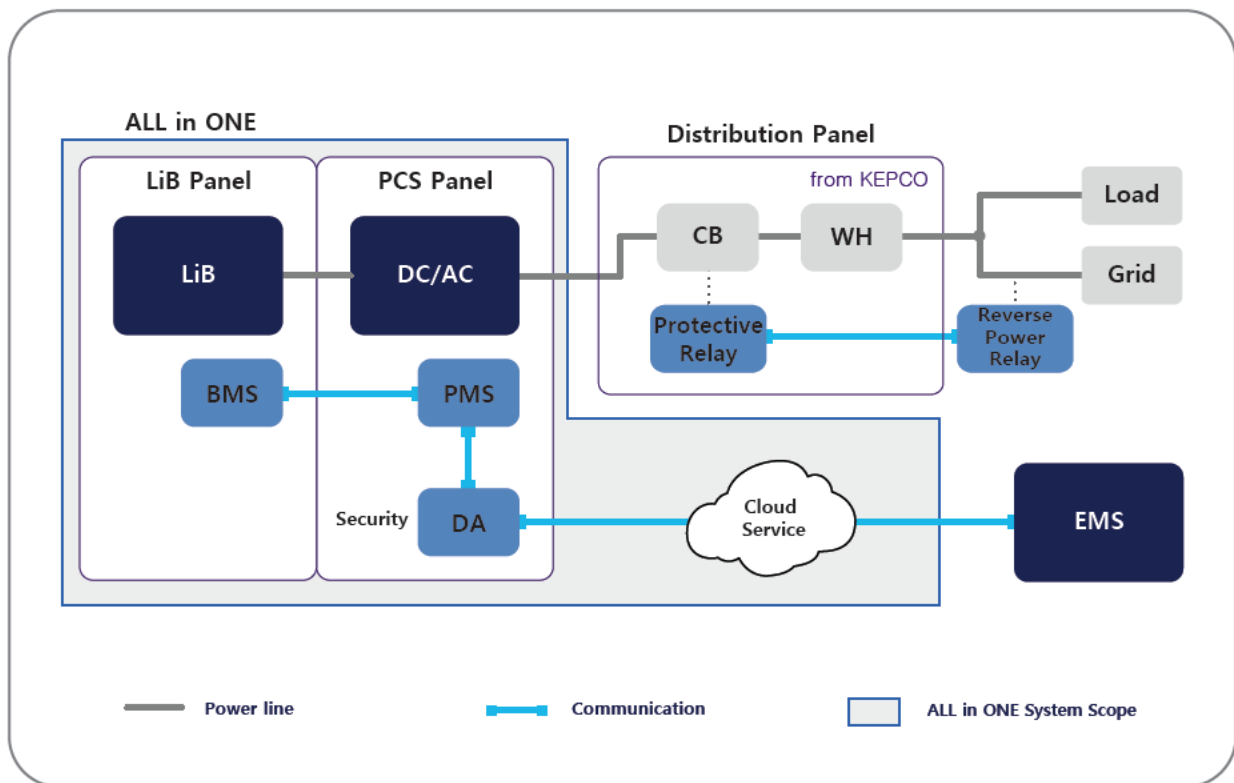 ALL in ONE
Distribution Panel
LiB Panel
PCS Panel
from KEPCO
LiB
DC/AC
CB
WH
Load
Grid
Protective
Relay
Reverse
Power
Relay
BMS
PMS
Security
DA
Cloud
Service
EMS
Power line
Communication
ALL in ONE System Scope